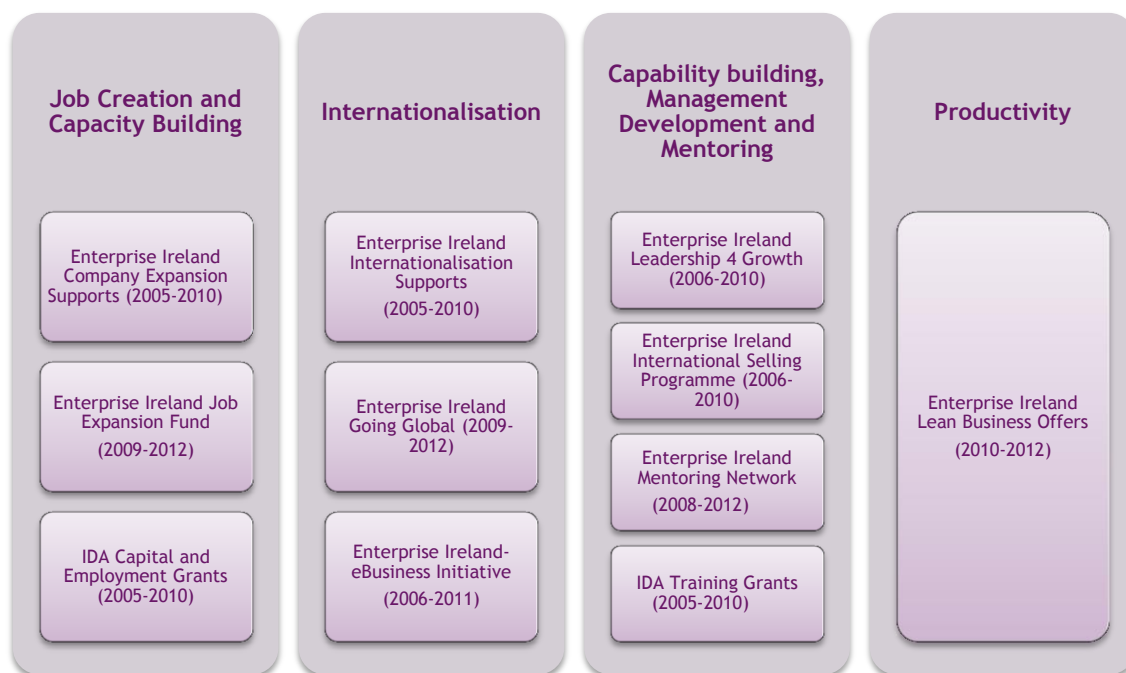 Job Creation and
Capacity Building
Enterprise Ireland
Company Expansion
Supports (2005-2010)
Enterprise Ireland Job
Expansion Fund
(2009-2012)
IDA Capital and
Employment Grants
(2005-2010)
Internationalisation
Enterprise Ireland
Internationalisation
Supports
(2005-2010)
Enterprise Ireland
Going Global (2009-
2012)
Enterprise Ireland-
eBusiness Initiative
(2006-2011)
Capability building,
Management
Development and
Mentoring
Enterprise Ireland
Leadership 4 Growth
(2006-2010)
Enterprise Ireland
International Selling
Programme (2006-
2010)
Enterprise Ireland
Mentoring Network
(2008-2012)
IDA Training Grants
(2005-2010)
Productivity
Enterprise Ireland
Lean Business Offers
(2010-2012)